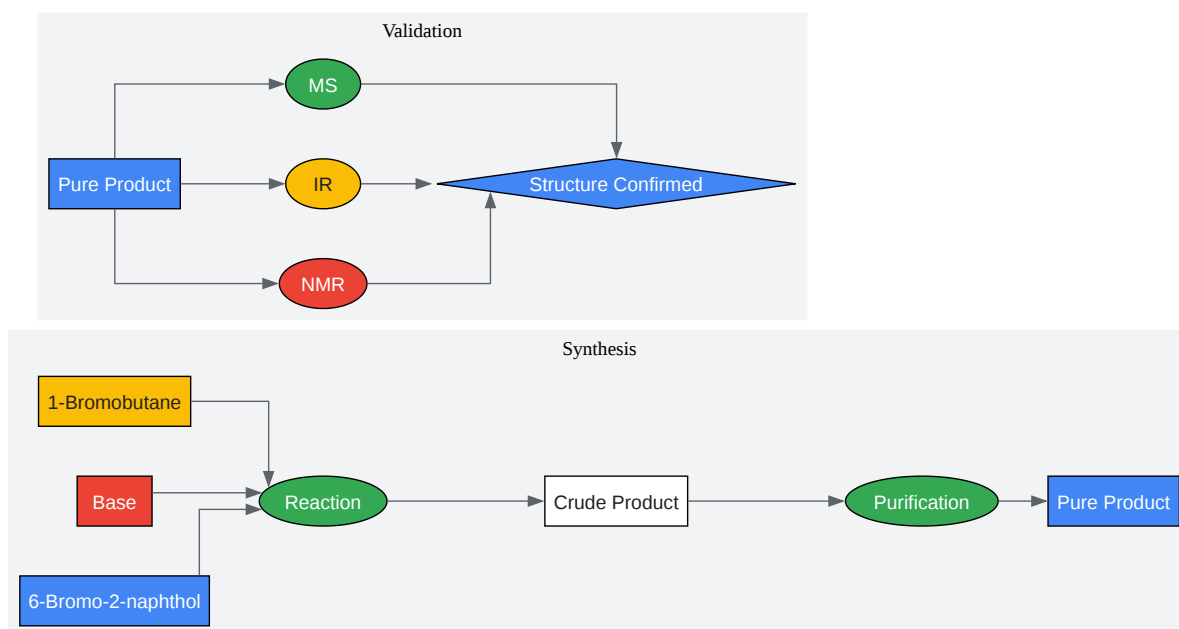 Validation
MS
Pure Product
IR
Structure Confirmed
NMR
Synthesis
1-Bromobutane
Base
Reaction
Crude Product
Purification
Pure Product
6-Bromo-2-naphthol